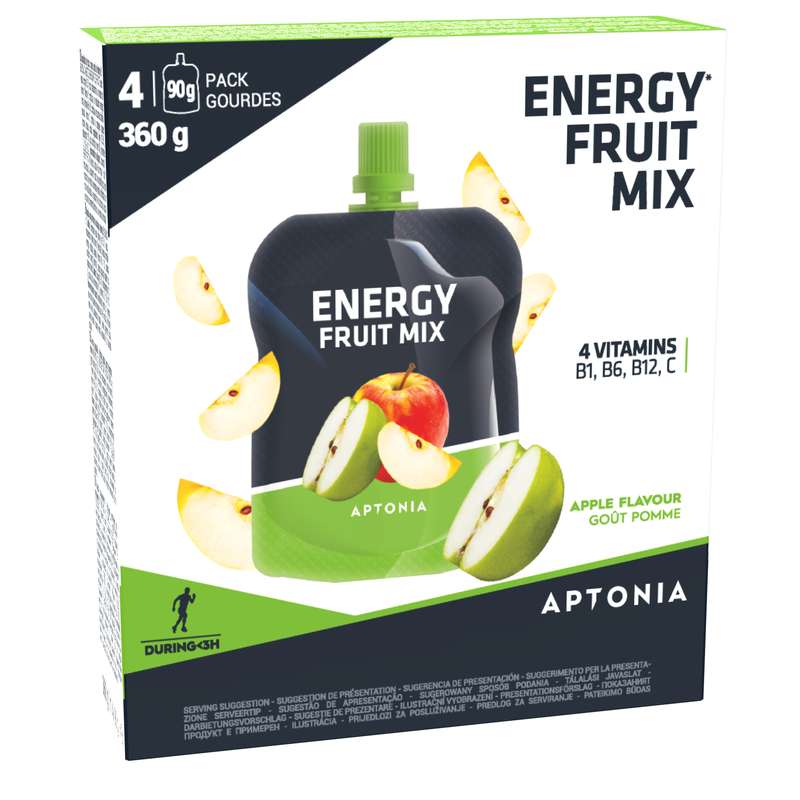 4 | 90g PACK GOURDES
360 g
ENERGY*
FRUIT
MIX
ENERGY
FRUIT MIX
APTONIA
4 VITAMINS
B1, B6, B12, C
APPLE FLAVOUR
GOÛT POMME
APTONIA
DURING<3H
SERVING SUGGESTION - SUGGESTION DE PRÉSENTATION - SUGERENCIA DE PRESENTACIÓN - SUGGERIMENTO PER LA PRESENTA-
ZIONE SERVEERTIP - SUGESTÃO DE APRESENTAÇÃO - SUGEROWANY SPOSÓB PODANIA - TÁLALÁSI JAVASLAT -
DARBIETUNGSVORSCHLAG - SUGESTIE DE PREZENTARE - ILUSTRAČNÍ VYOBRAZENÍ - PRESENTATIONSFÖRSLAG - ПОКАЗАНИЯТ
ПРОДУКТ Е ПРИМЕРЕН - ILUSTRÁCIA - PRIJEDLOZI ZA POSLUŽIVANJE - PREDLOG ZA SERVIRANJE - PATEIKIMO BŪDAS